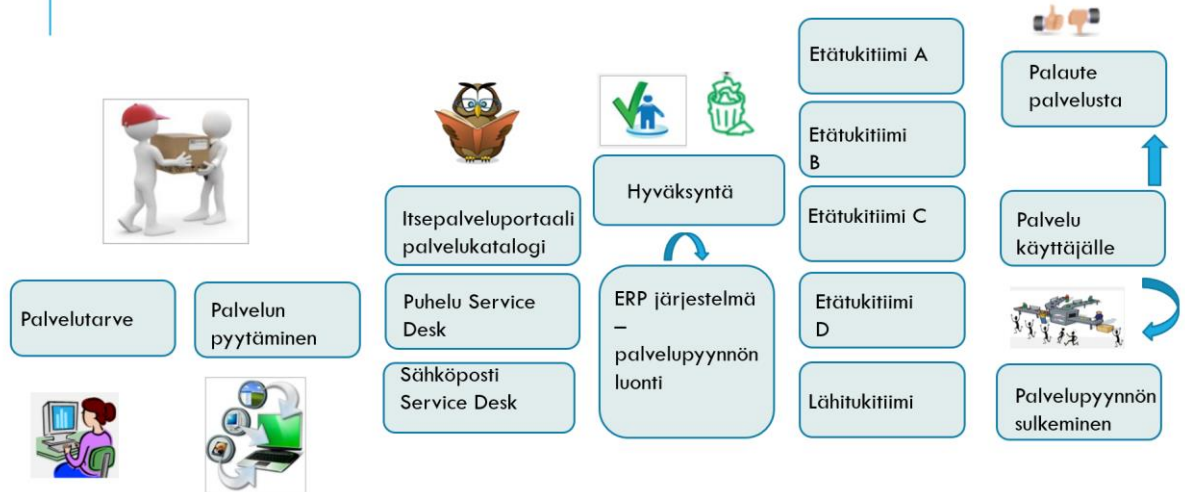 Palvelutarve
Palvelun
pyytäminen
Itsepalveluportaali
palvelukatalogi
Puhelu Service
Desk
Sähköposti
Service Desk
Hyväksyntä
ERP järjestelmä
–
palvelupyynnön
luonti
Etätukitiimi A
Etätukitiimi
B
Etätukitiimi C
Etätukitiimi
D
Lähitukitiimi
Palaute
palvelusta
Palvelu
käyttäjälle
Palvelupyynnön
sulkeminen